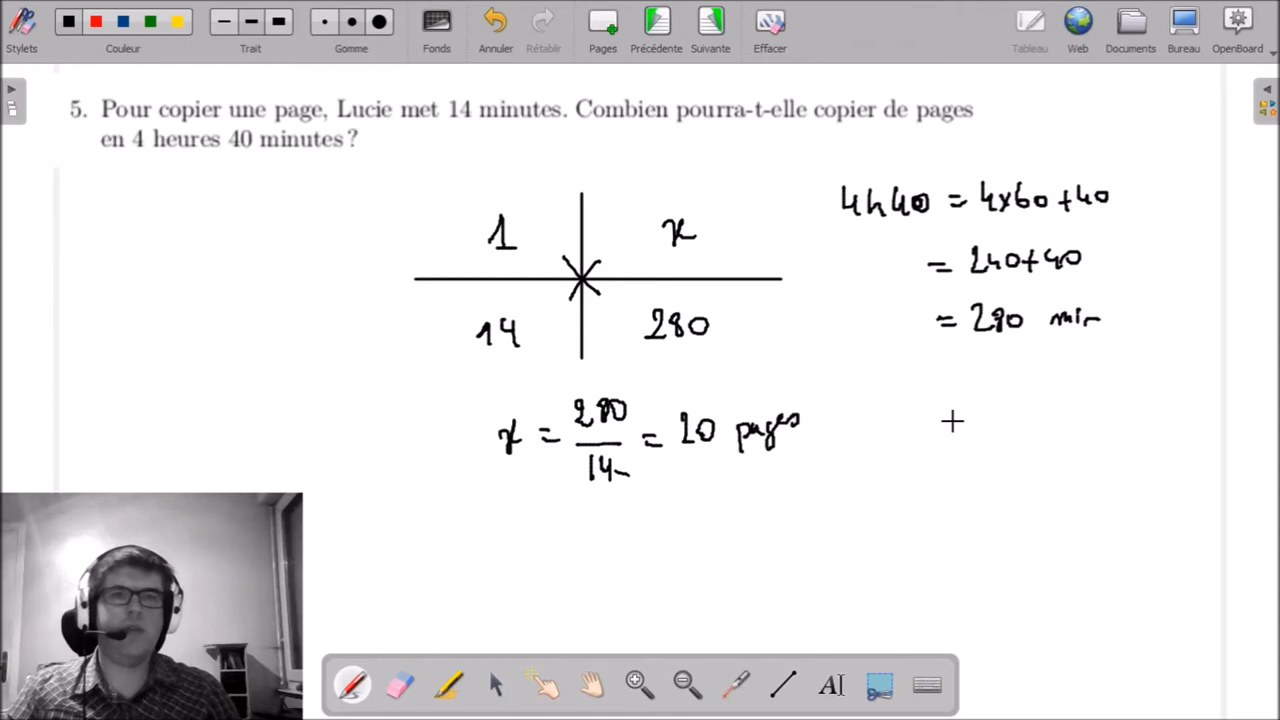 Stylets Couleur Trait Gomme Fonds Annuler Rétablir Pages Précédente Suivante Effacer Tableau Web Documents Bureau OpenBoard
5. Pour copier une page, Lucie met 14 minutes. Combien pourra-t-elle copier de pages
en 4 heures 40 minutes ?
1 x
14 280
4h40 = 4x60+40
= 240+40
= 280 min
x = 280/14 = 20 pages
AI